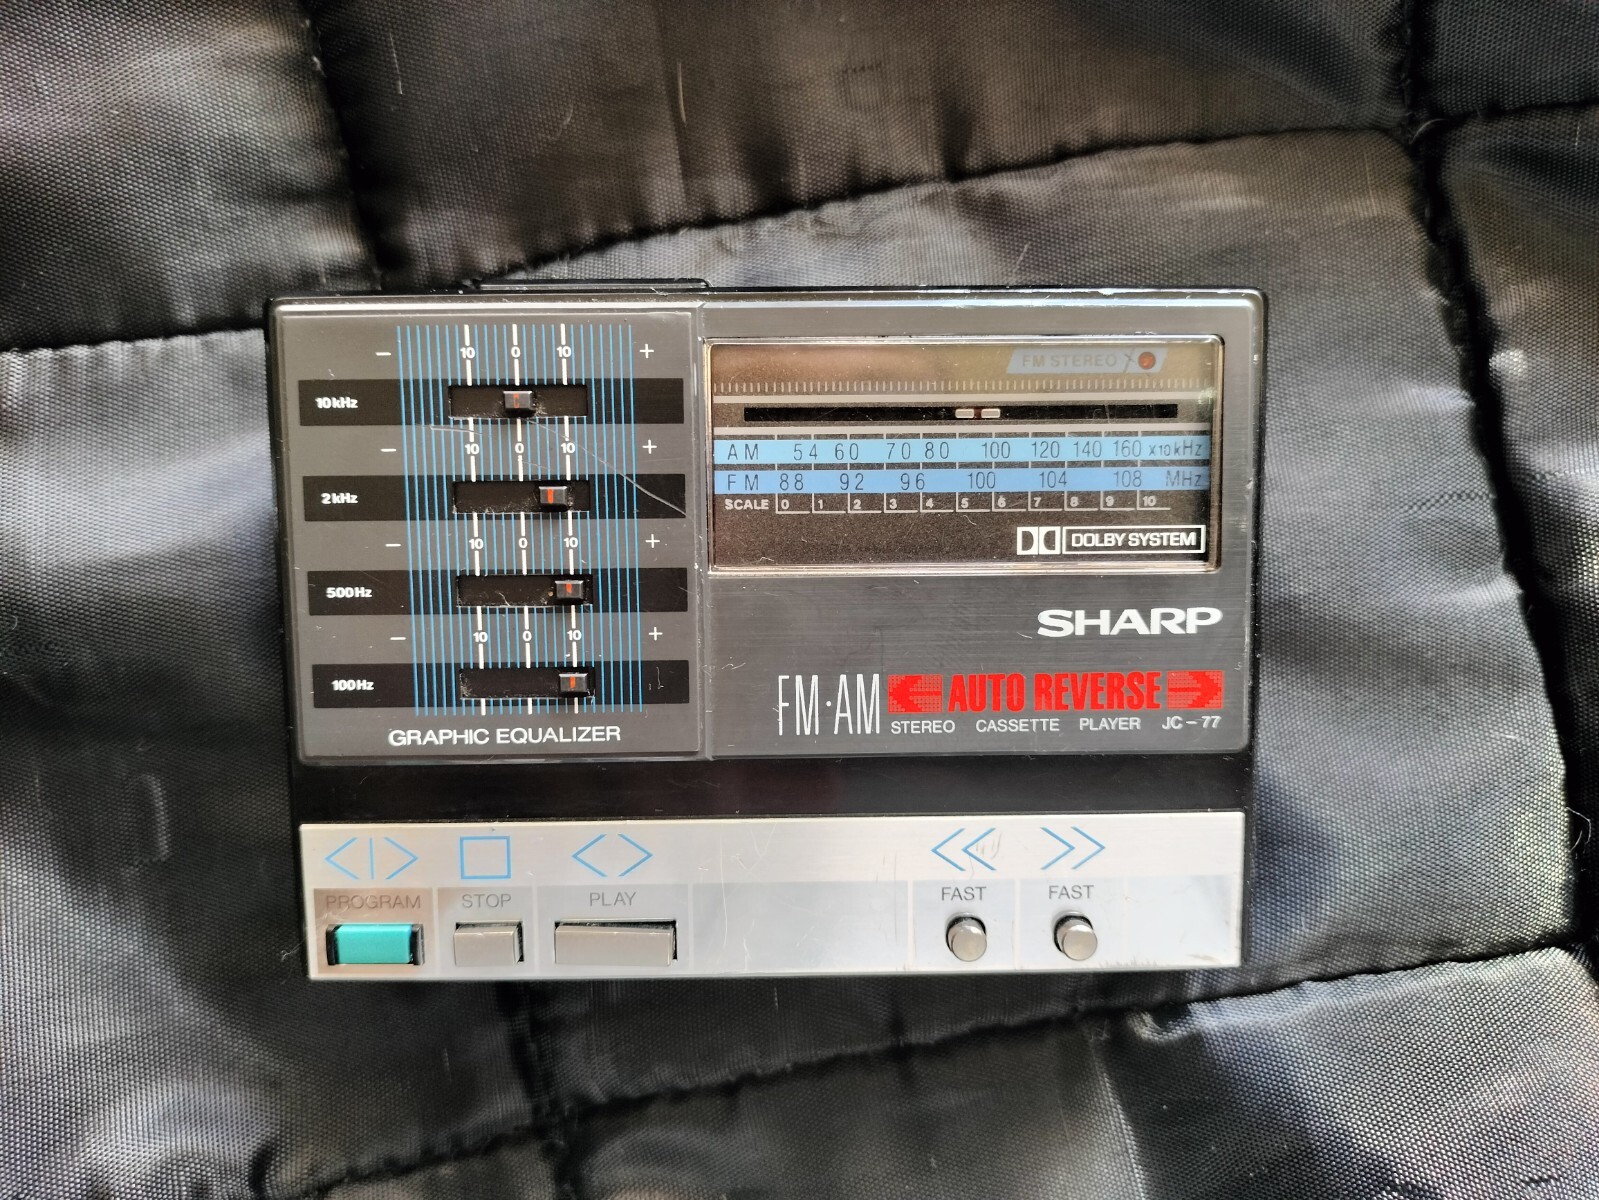 10 0 10
10kHz
10 0 10
2kHz
10 0 10
500Hz
10 0 10
100Hz
GRAPHIC EQUALIZER
FM STEREO
AM 54 60 70 80 100 120 140 160 x10kHz
FM 88 92 96 100 104 108 MHz
SCALE 0 1 2 3 4 5 6 7 8 9 10
DOLBY SYSTEM
SHARP
FM·AM AUTO REVERSE
STEREO CASSETTE PLAYER JC-77
PROGRAM STOP PLAY FAST FAST